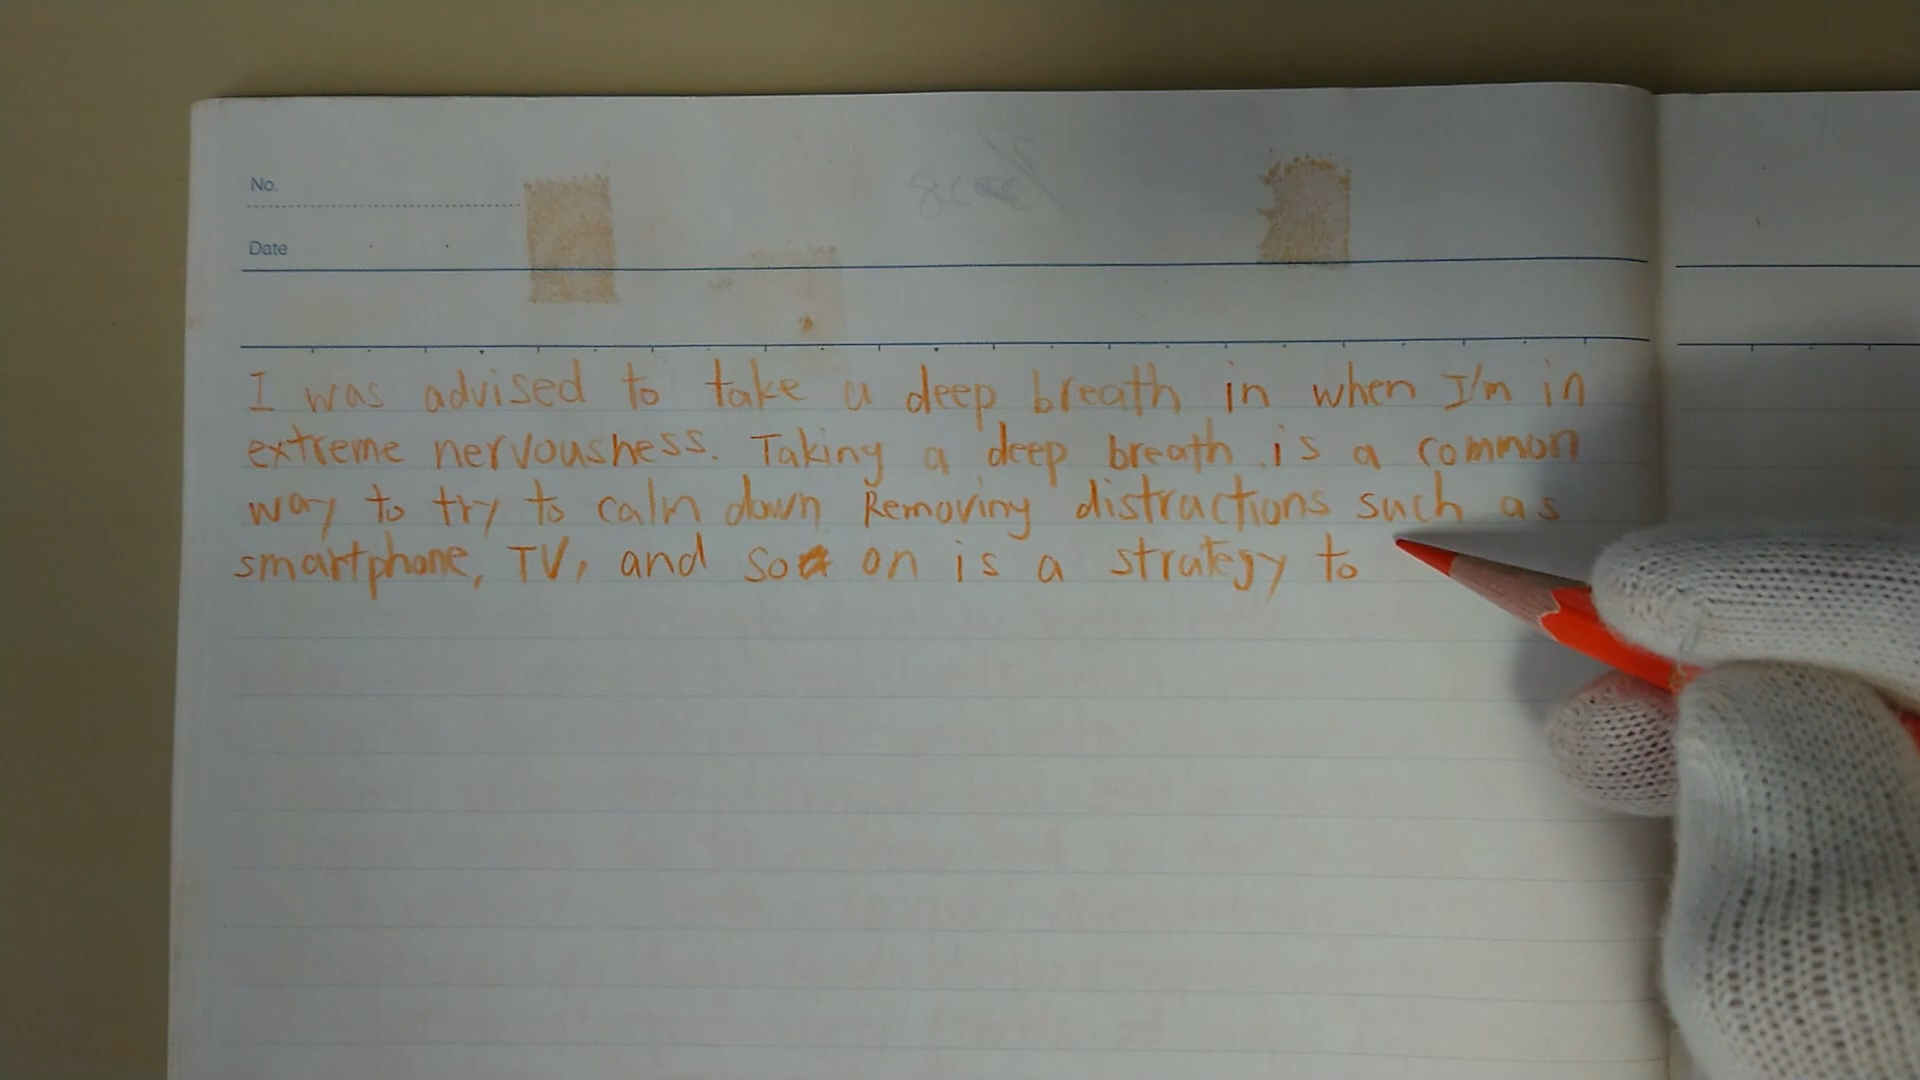 No.
Date
I was advised to take a deep breath in when I'm in
extreme nervousness. Taking a deep breath is a common
way to try to calm down Removing distractions such as
smartphone, TV, and so on is a strategy to